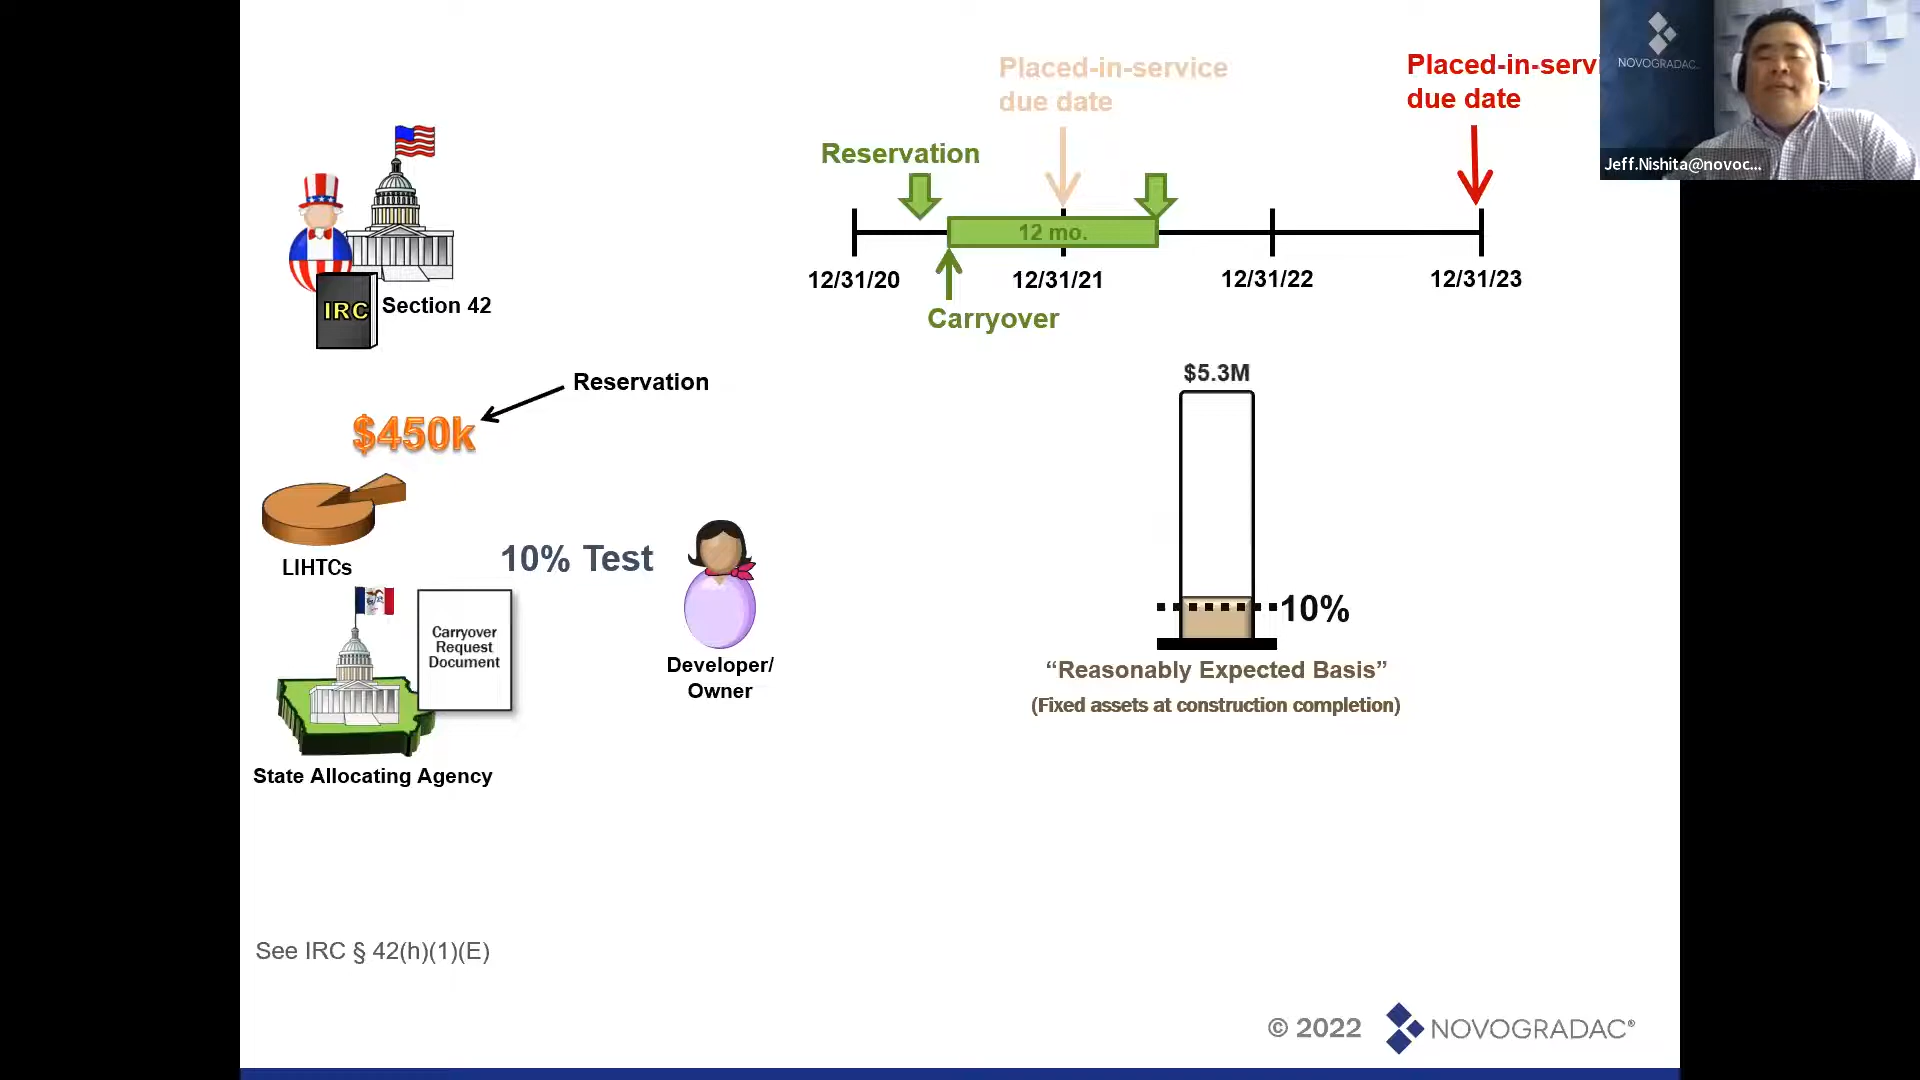 Placed-in-service
due date
Placed-in-servi
due date
NOVOGRADAC
Jeff.Nishita@novoc...
Reservation
12 mo.
12/31/20
12/31/21
12/31/22
12/31/23
Carryover
IRC
Section 42
Reservation
$450k
LIHTCs
10% Test
Carryover
Request
Document
Developer/
Owner
State Allocating Agency
$5.3M
10%
“Reasonably Expected Basis”
(Fixed assets at construction completion)
See IRC § 42(h)(1)(E)
© 2022
NOVOGRADAC®